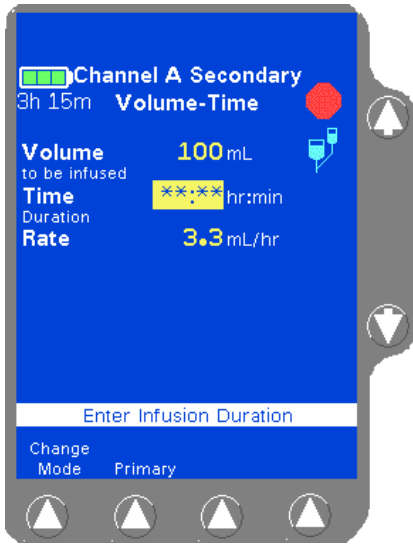 Channel A Secondary
3h 15m Volume-Time
Volume 100 mL
to be infused
Time **:** hr:min
Duration
Rate 3.3 mL/hr
Enter Infusion Duration
Change
Mode Primary